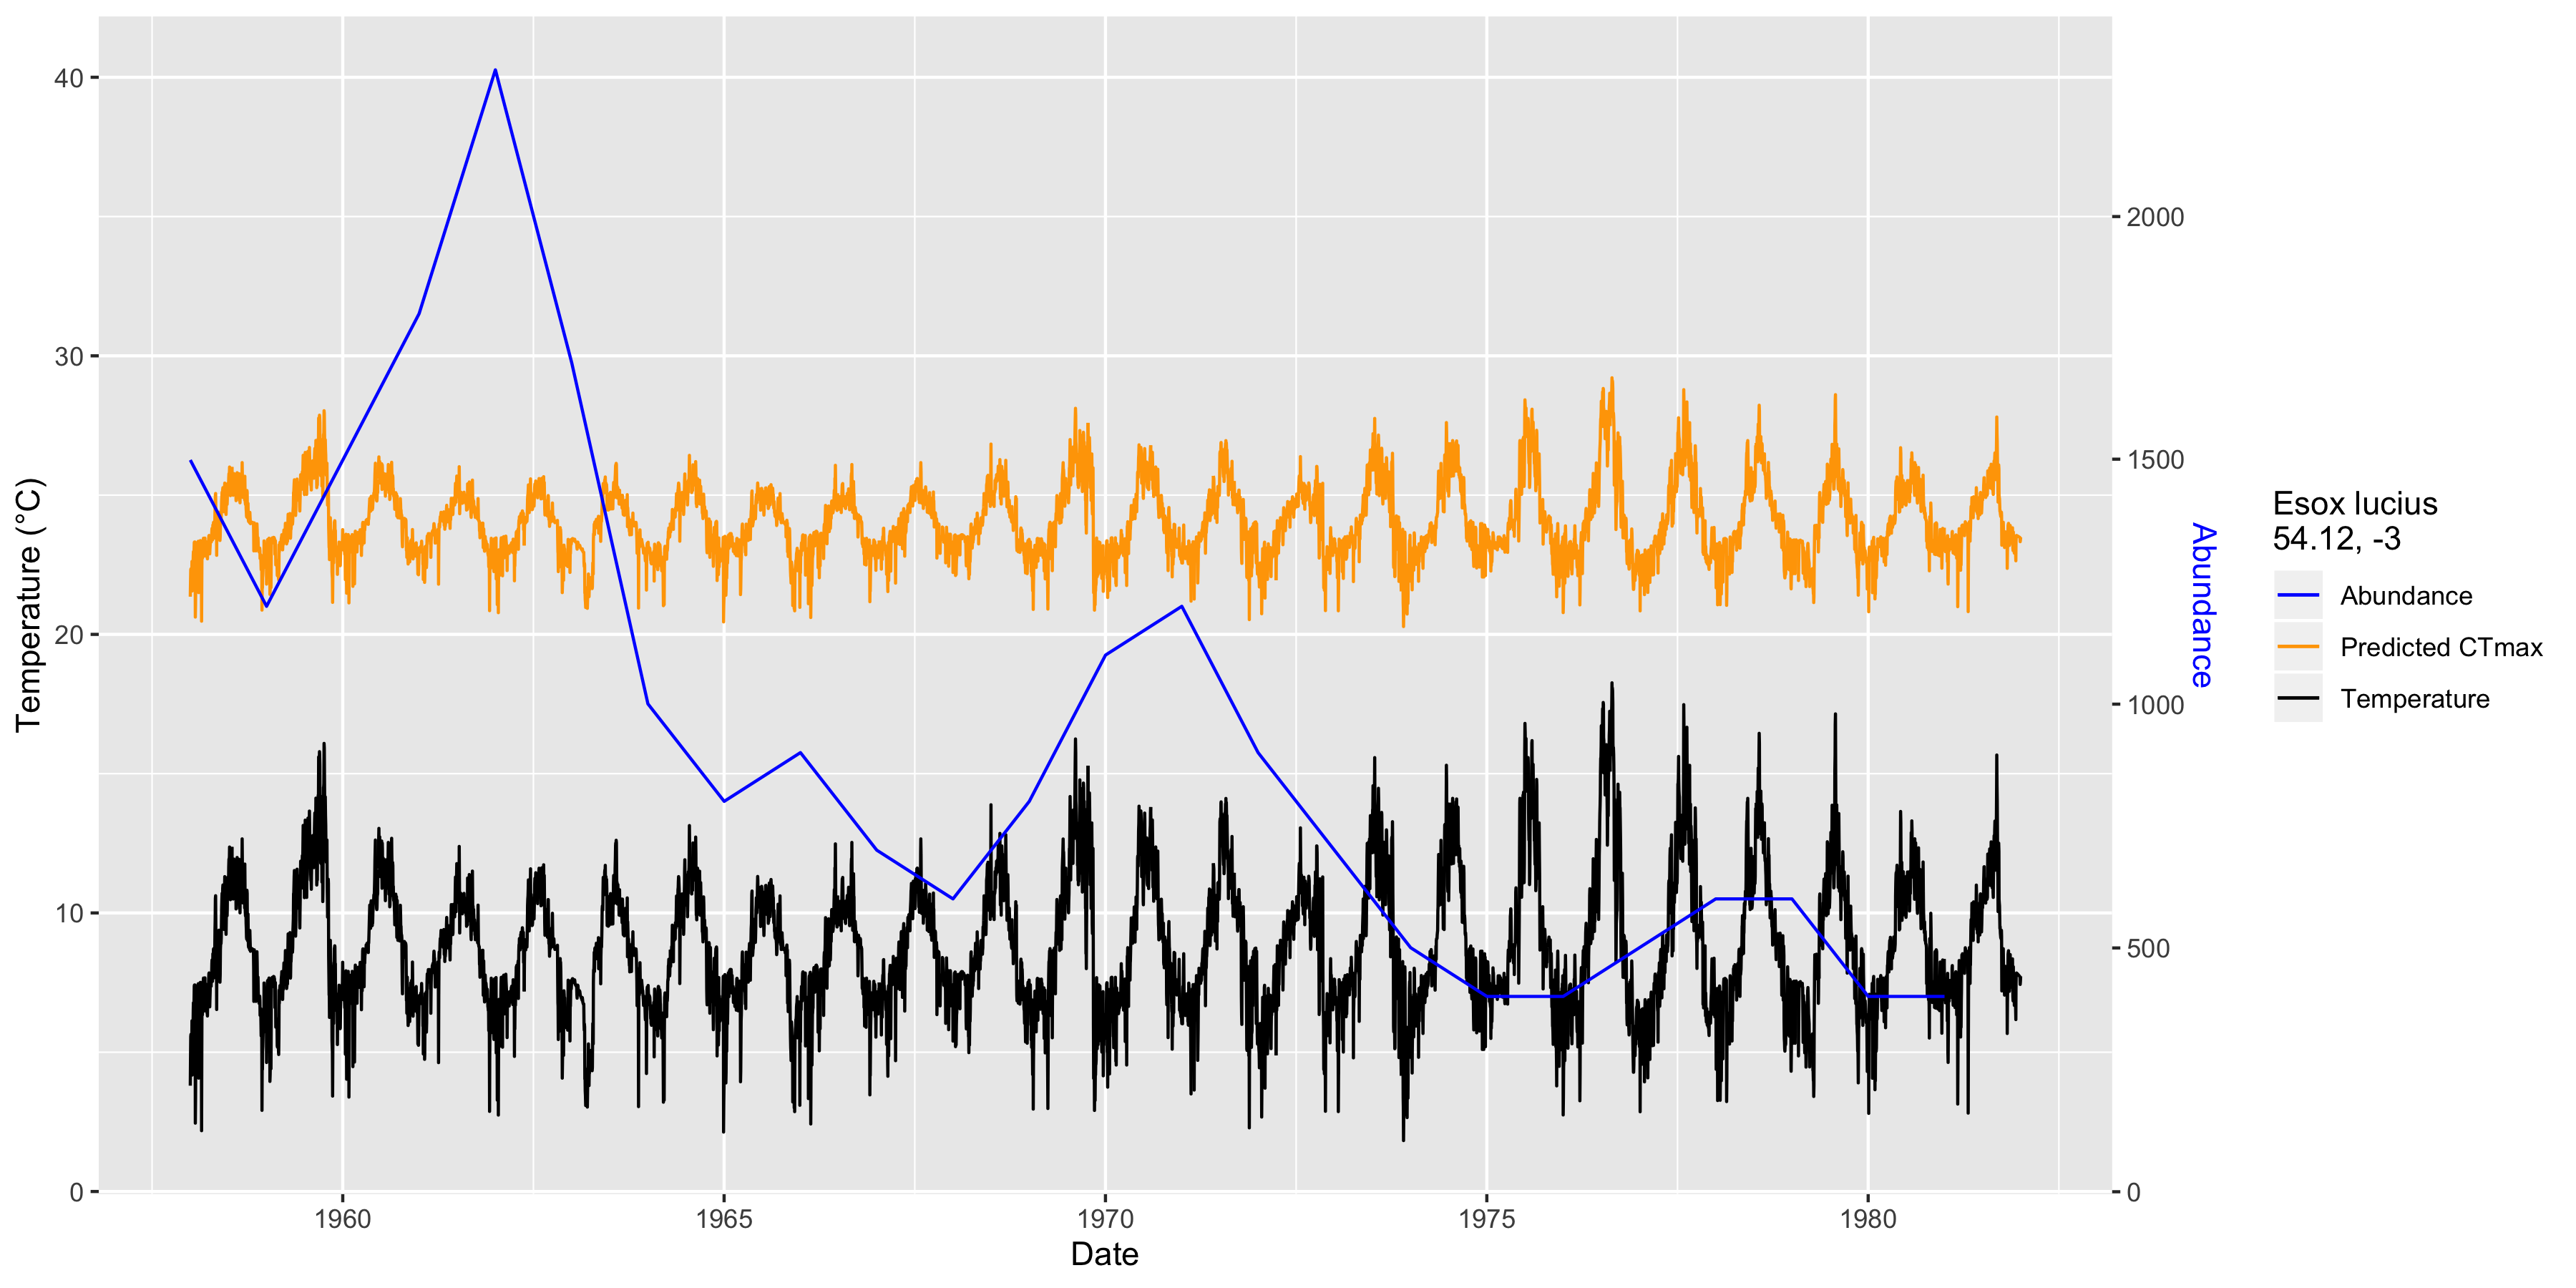 40
30
20
10
0
Temperature (°C)
1960
1965
1970
1975
1980
Date
2000
1500
1000
500
0
Abundance
Esox lucius
54.12, -3
Abundance
Predicted CTmax
Temperature